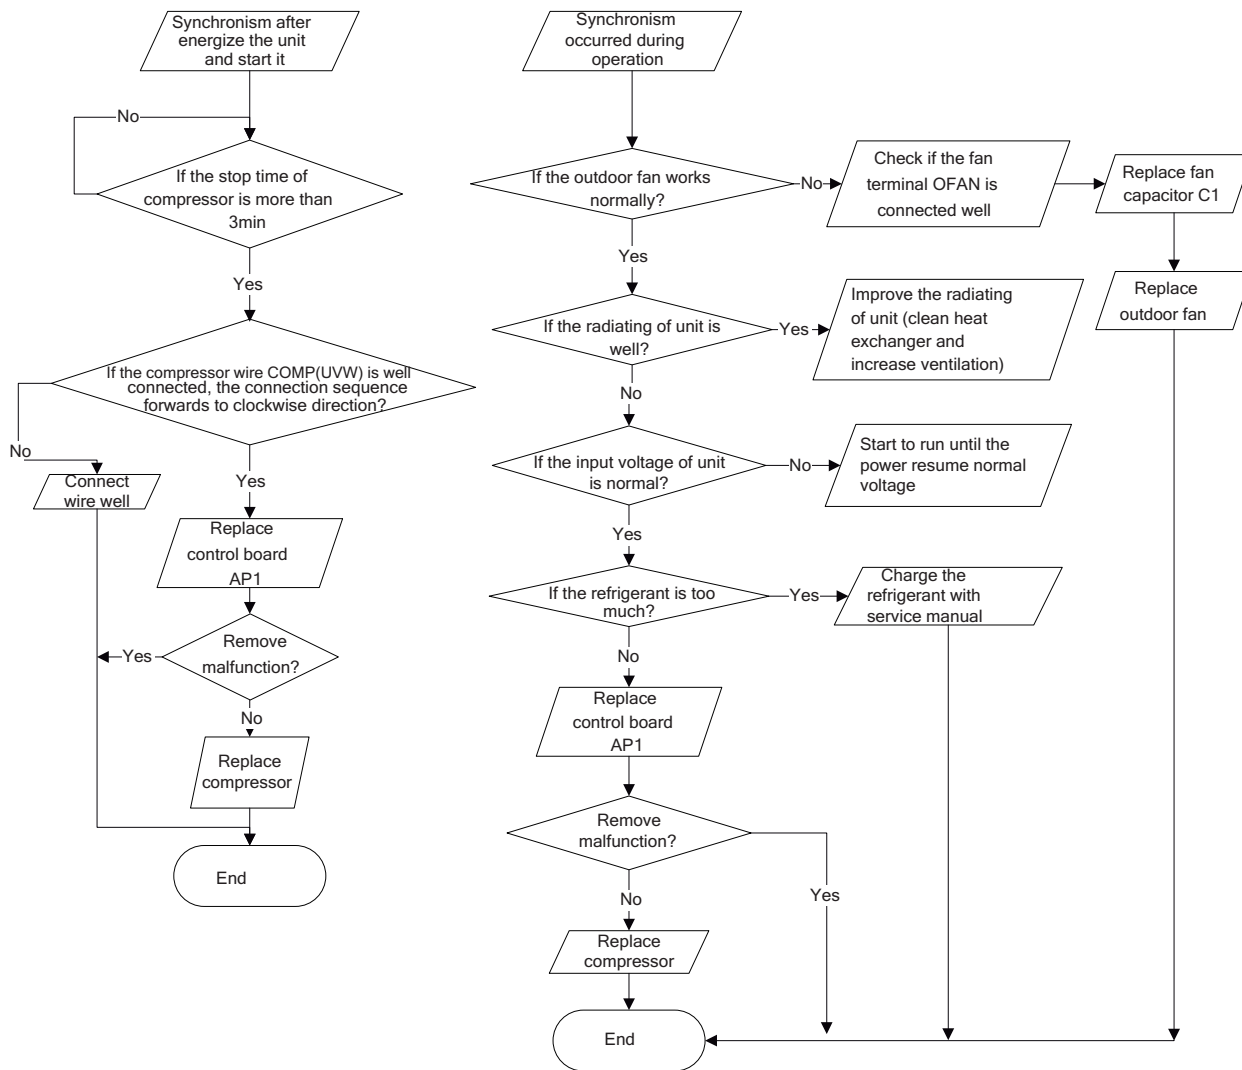 Synchronism after
energize the unit
and start it
No
If the stop time of
compressor is more than
3min
Yes
If the compressor wire COMP(UVW) is well
connected, the connection sequence
forwards to clockwise direction?
No
Connect
wire well
Yes
Replace
control board
AP1
Remove
malfunction?
Yes
No
Replace
compressor
End
Synchronism
occurred during
operation
If the outdoor fan works
normally?
No
Check if the fan
terminal OFAN is
connected well
Replace fan
capacitor C1
Replace
outdoor fan
Yes
If the radiating of unit is
well?
Yes
Improve the radiating
of unit (clean heat
exchanger and
increase ventilation)
No
If the input voltage of unit
is normal?
No
Start to run until the
power resume normal
voltage
Yes
If the refrigerant is too
much?
Yes
Charge the
refrigerant with
service manual
No
Replace
control board
AP1
Remove
malfunction?
Yes
No
Replace
compressor
End